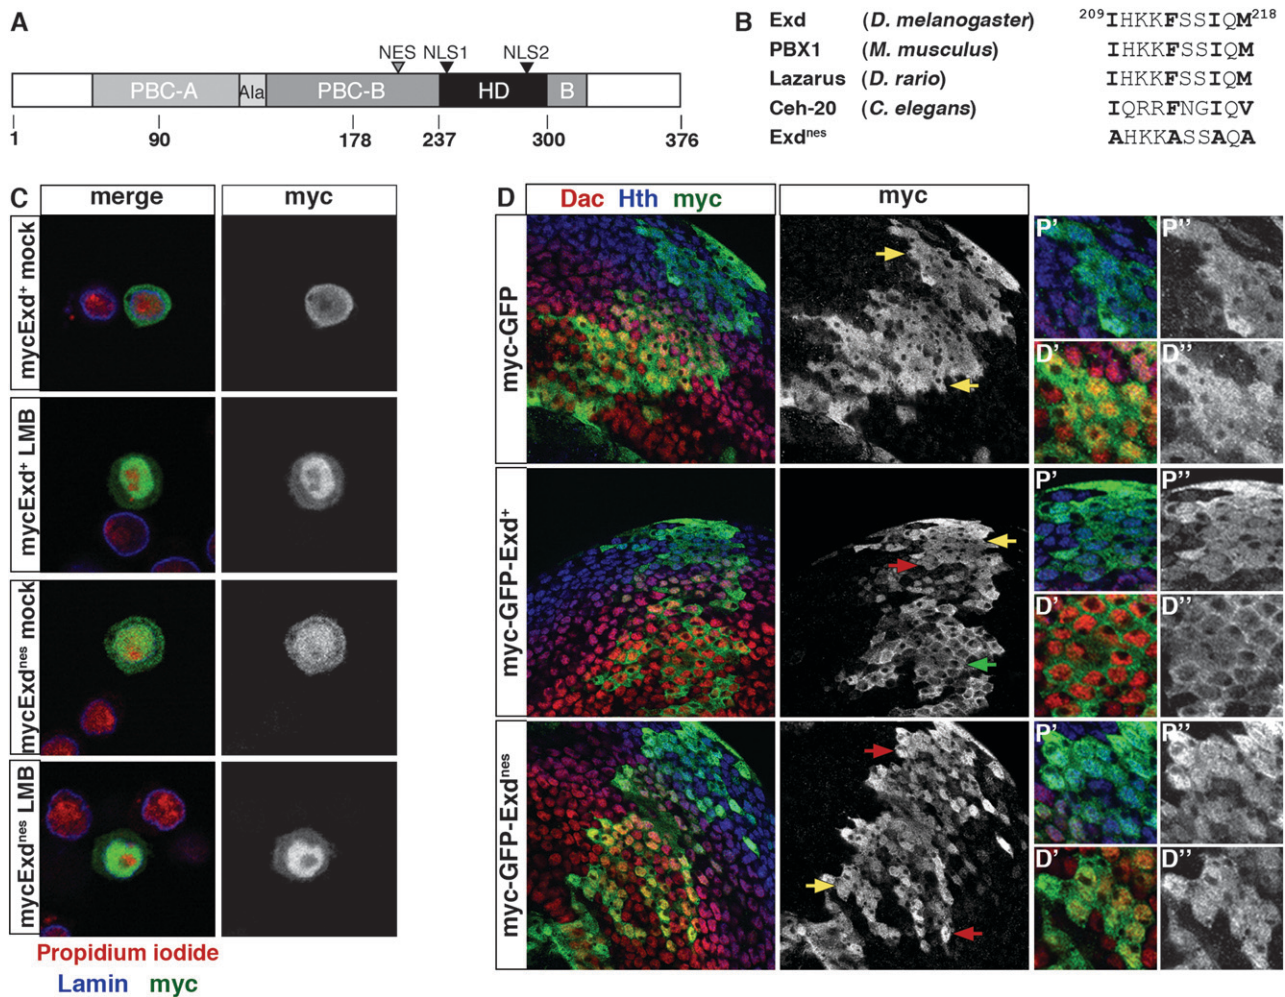 A
NES NLS1 NLS2
PBC-A Ala PBC-B HD B
1 90 178 237 300 376
B
Exd (D. melanogaster) ²⁰⁹IHKKFSSIQM²¹⁸
PBX1 (M. musculus) IHKKFSSIQM
Lazarus (D. rario) IHKKFSSIQM
Ceh-20 (C. elegans) IQRRFNGIQV
Exdⁿᵉˢ AHKKASSAQA
C
merge myc
mycExd⁺ mock
mycExd⁺ LMB
mycExdⁿᵉˢ mock
mycExdⁿᵉˢ LMB
Propidium iodide
Lamin myc
D
Dac Hth myc myc
myc-GFP
P' P''
D' D''
myc-GFP-Exd⁺
P' P''
D' D''
myc-GFP-Exdⁿᵉˢ
P' P''
D' D''